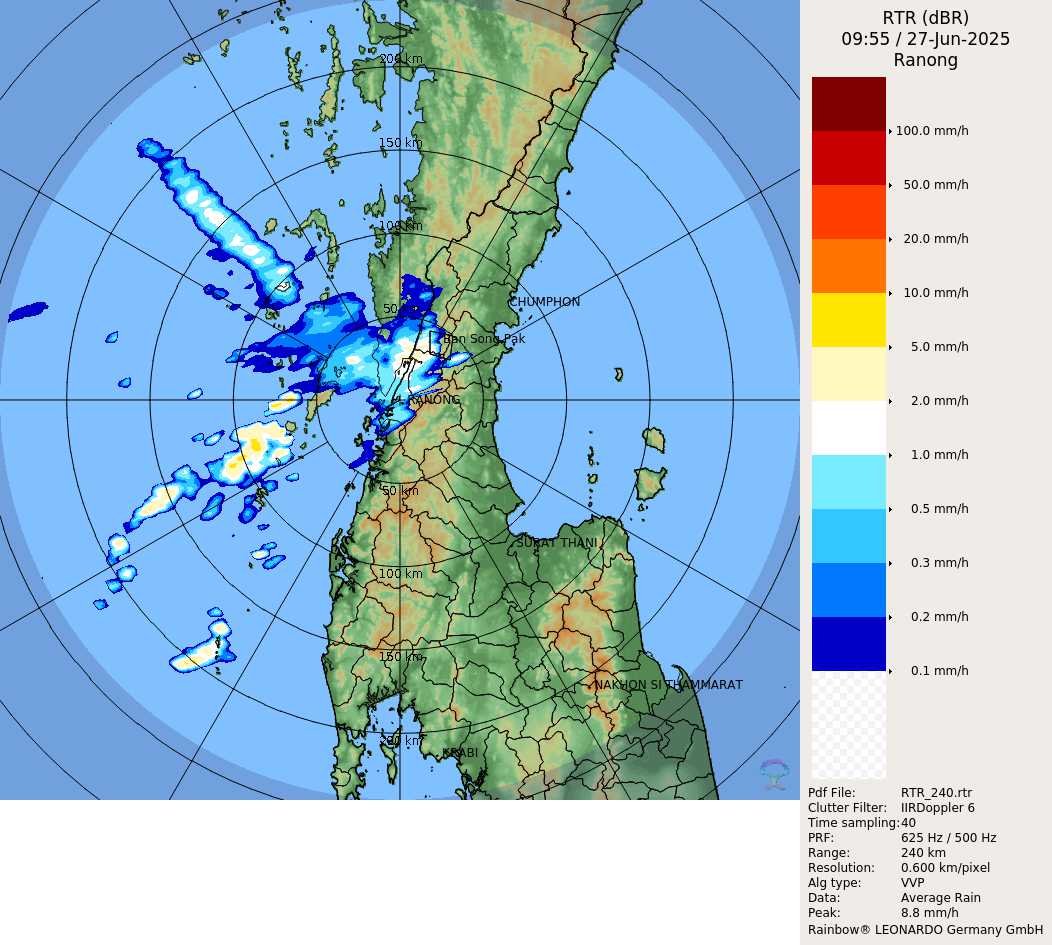 RTR (dBR)
09:55 / 27-Jun-2025
Ranong
200 km
150 km
100 km
50 km
CHUMPHON
Ban Song Pak
RANONG
50 km
SURAT THANI
100 km
150 km
NAKHON SI THAMMARAT
200 km
KRABI
100.0 mm/h
50.0 mm/h
20.0 mm/h
10.0 mm/h
5.0 mm/h
2.0 mm/h
1.0 mm/h
0.5 mm/h
0.3 mm/h
0.2 mm/h
0.1 mm/h
Pdf File: RTR_240.rtr
Clutter Filter: IIRDoppler 6
Time sampling:40
PRF: 625 Hz / 500 Hz
Range: 240 km
Resolution: 0.600 km/pixel
Alg type: VVP
Data: Average Rain
Peak: 8.8 mm/h
Rainbow® LEONARDO Germany GmbH